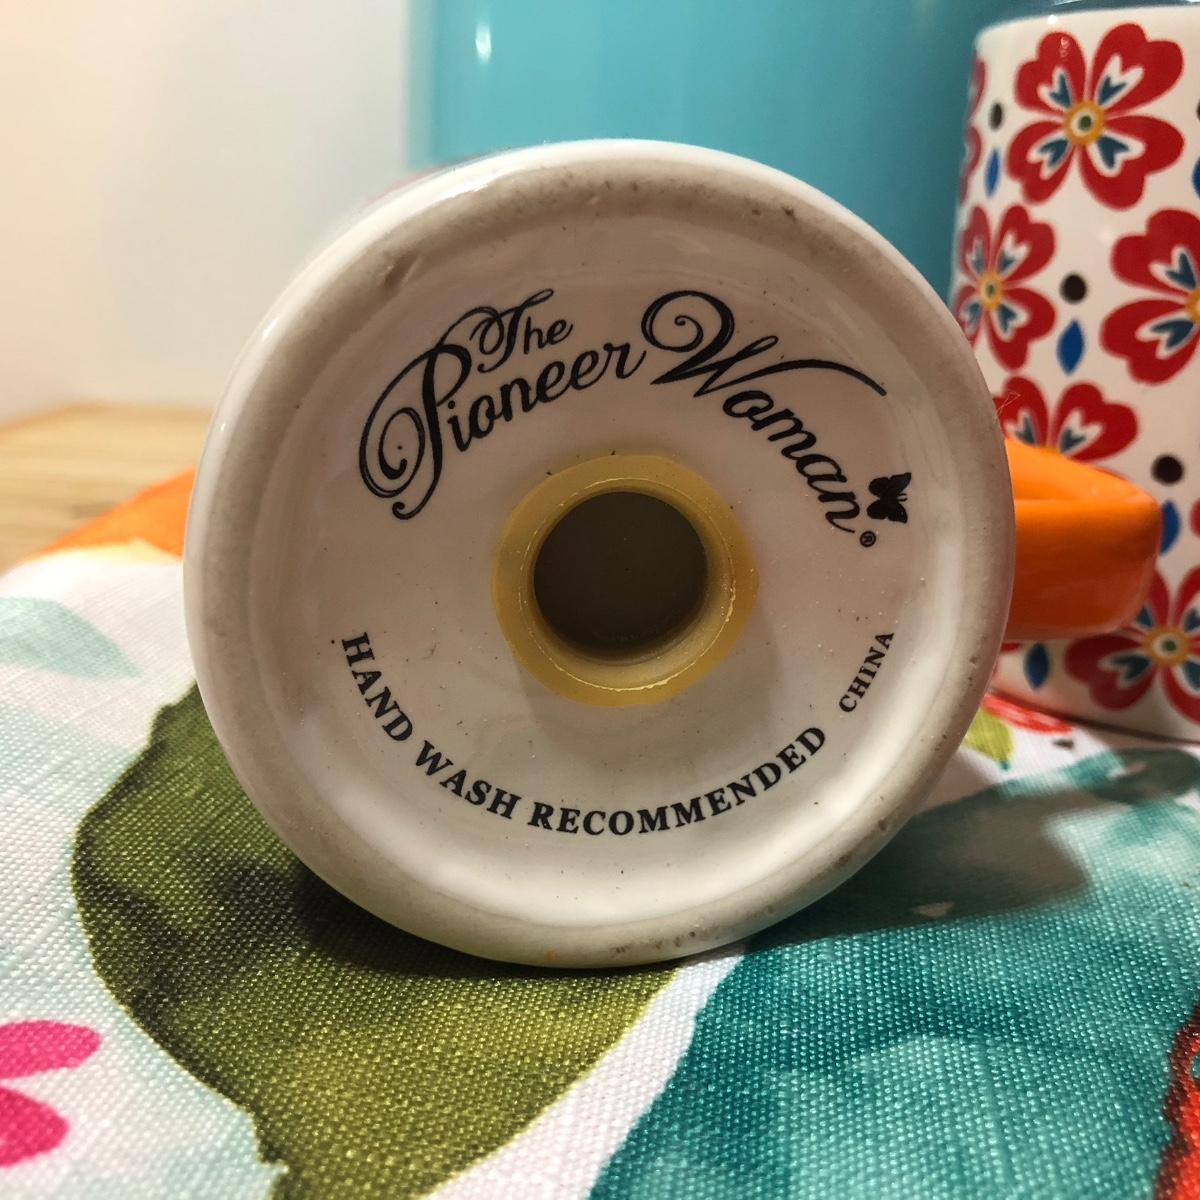 The
Pioneer Woman®
HAND WASH RECOMMENDED
CHINA